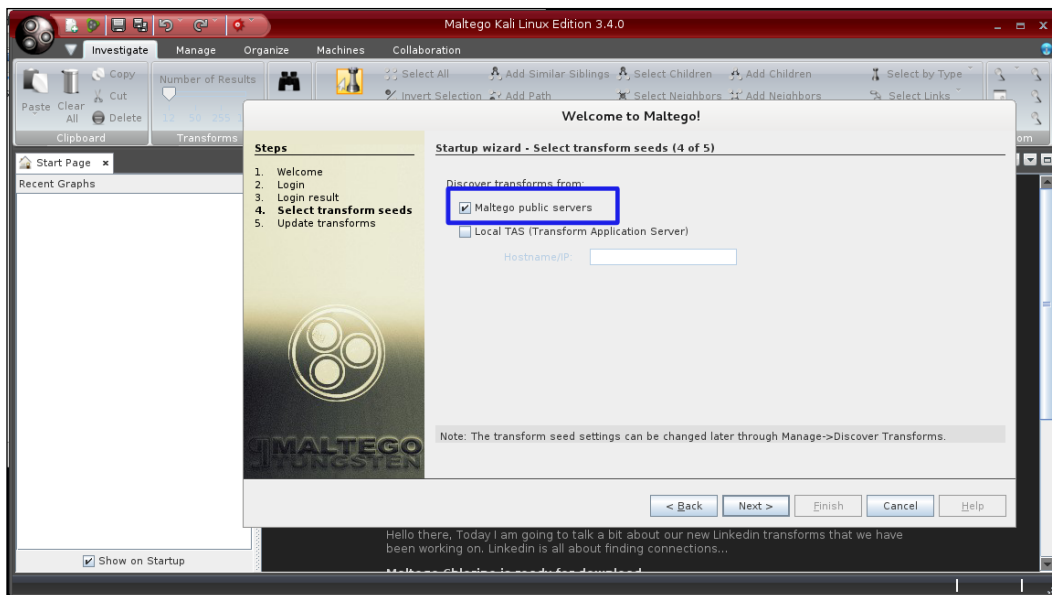 Maltego Kali Linux Edition 3.4.0
Investigate Manage Organize Machines Collaboration
Copy
Cut
Delete
Paste Clear All
Clipboard
Number of Results
12 50 255
Transforms
Select All Add Similar Siblings Select Children Add Children Select by Type
Invert Selection Add Path Select Neighbors Add Neighbors Select Links
om
Start Page x
Recent Graphs
Show on Startup
Welcome to Maltego!
Steps
1. Welcome
2. Login
3. Login result
4. Select transform seeds
5. Update transforms
MALTEGO
TUNGSTEN
Startup wizard - Select transform seeds (4 of 5)
Discover transforms from:
Maltego public servers
Local TAS (Transform Application Server)
Hostname/IP:
Note: The transform seed settings can be changed later through Manage->Discover Transforms.
< Back Next > Finish Cancel Help
Hello there, Today I am going to talk a bit about our new Linkedin transforms that we have
been working on. Linkedin is all about finding connections...